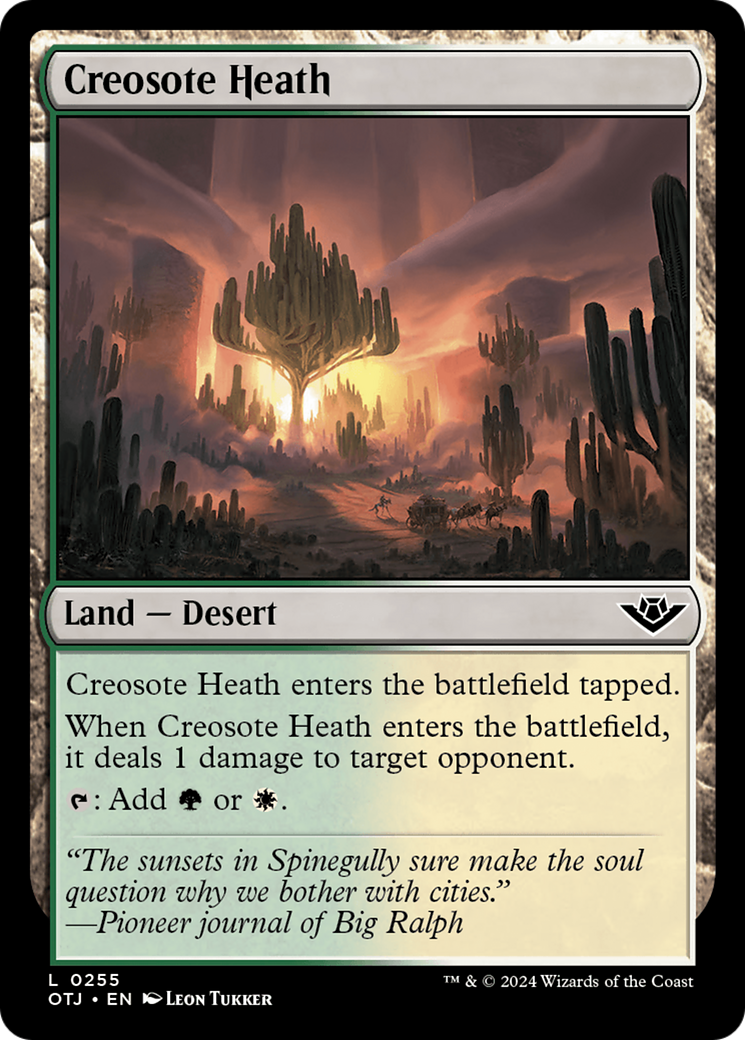 Creosote Heath
Land — Desert
Creosote Heath enters the battlefield tapped.
When Creosote Heath enters the battlefield,
it deals 1 damage to target opponent.
: Add or .
“The sunsets in Spinegully sure make the soul
question why we bother with cities.”
—Pioneer journal of Big Ralph
L 0255
OTJ • EN Leon Tukker
™ & © 2024 Wizards of the Coast